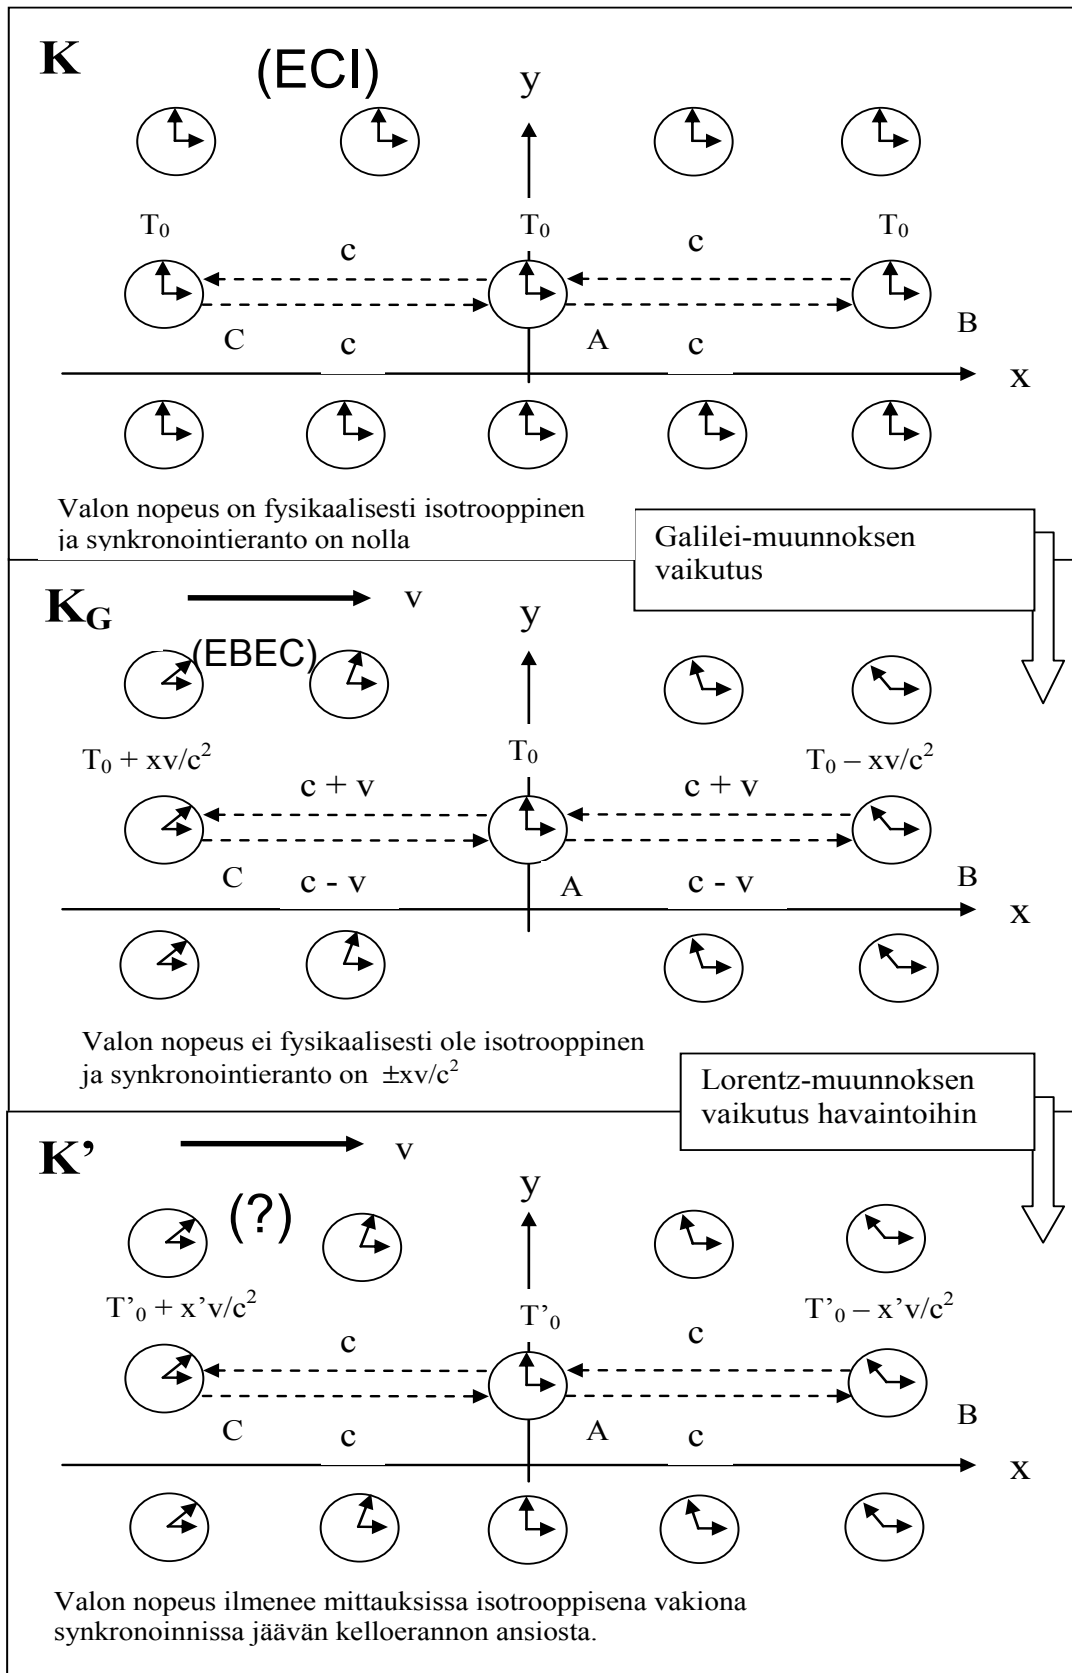 K
(ECI)
y
T₀ T₀ T₀
c c
C c A c B
x
Valon nopeus on fysikaalisesti isotrooppinen
ja synkronointieranto on nolla
Galilei-muunnoksen
vaikutus
K_G
v
(EBEC)
y
T₀ + xv/c² T₀ T₀ – xv/c²
c + v c + v
C c - v A c - v B
x
Valon nopeus ei fysikaalisesti ole isotrooppinen
ja synkronointieranto on ±xv/c²
Lorentz-muunnoksen
vaikutus havaintoihin
K’
v
(?)
y
T’₀ + x’v/c² T’₀ T’₀ – x’v/c²
c c
C c A c B
x
Valon nopeus ilmenee mittauksissa isotrooppisena vakiona
synkronoinnissa jäävän kelloerannon ansiosta.